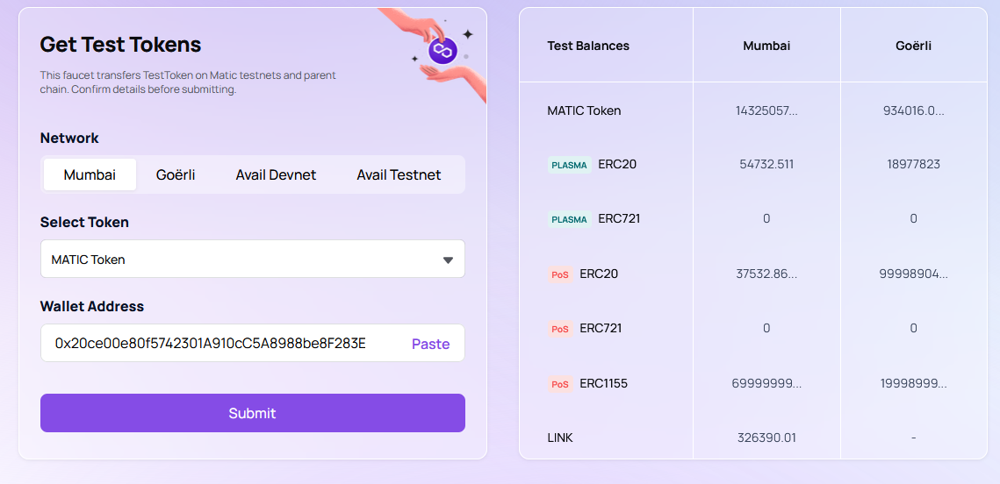 Get Test Tokens
This faucet transfers TestToken on Matic testnets and parent
chain. Confirm details before submitting.
Network
Mumbai Goërli Avail Devnet Avail Testnet
Select Token
MATIC Token
Wallet Address
0x20ce00e80f5742301A910cC5A8988be8F283E Paste
Submit
Test Balances Mumbai Goërli
MATIC Token 14325057... 934016.0...
PLASMA ERC20 54732.511 18977823
PLASMA ERC721 0 0
PoS ERC20 37532.86... 99998904...
PoS ERC721 0 0
PoS ERC1155 69999999... 19998999...
LINK 326390.01 -